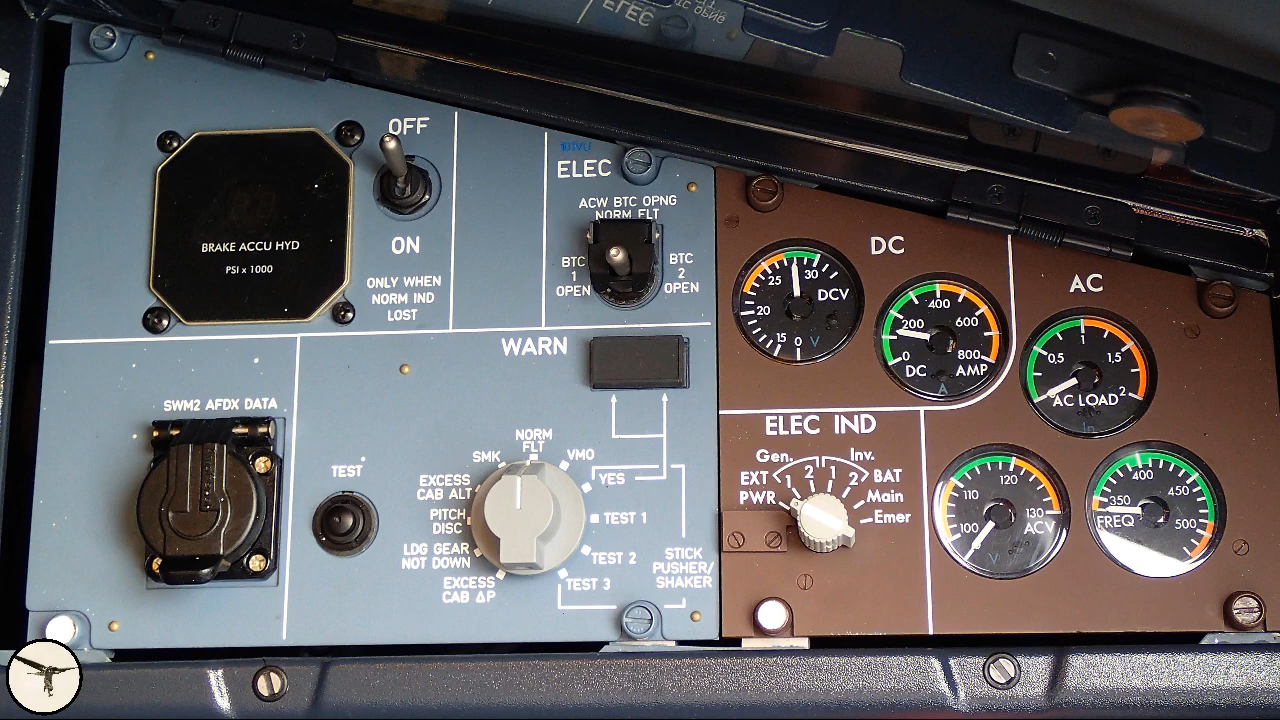 ELEC
OFF
BRAKE ACCU HYD
PSI x 1000
ON
ONLY WHEN
NORM IND
LOST
101VU
ELEC
ACW BTC OPNG
NORM FLT
BTC
1
OPEN
BTC
2
OPEN
WARN
SWM2 AFDX DATA
TEST
NORM
FLT
SMK
VMO
EXCESS
CAB ALT
YES
PITCH
DISC
TEST 1
LDG GEAR
NOT DOWN
TEST 2
EXCESS
CAB ΔP
TEST 3
STICK
PUSHER/
SHAKER
DC
25
30
DCV
20
15
0
V
400
200
600
0
800
DC
AMP
A
AC
1
0,5
1,5
2
AC LOAD
In
ELEC IND
Gen.
Inv.
EXT
PWR
1
2
1
2
BAT
Main
Emer
120
110
130
100
ACV
V
400
350
450
FREQ
500